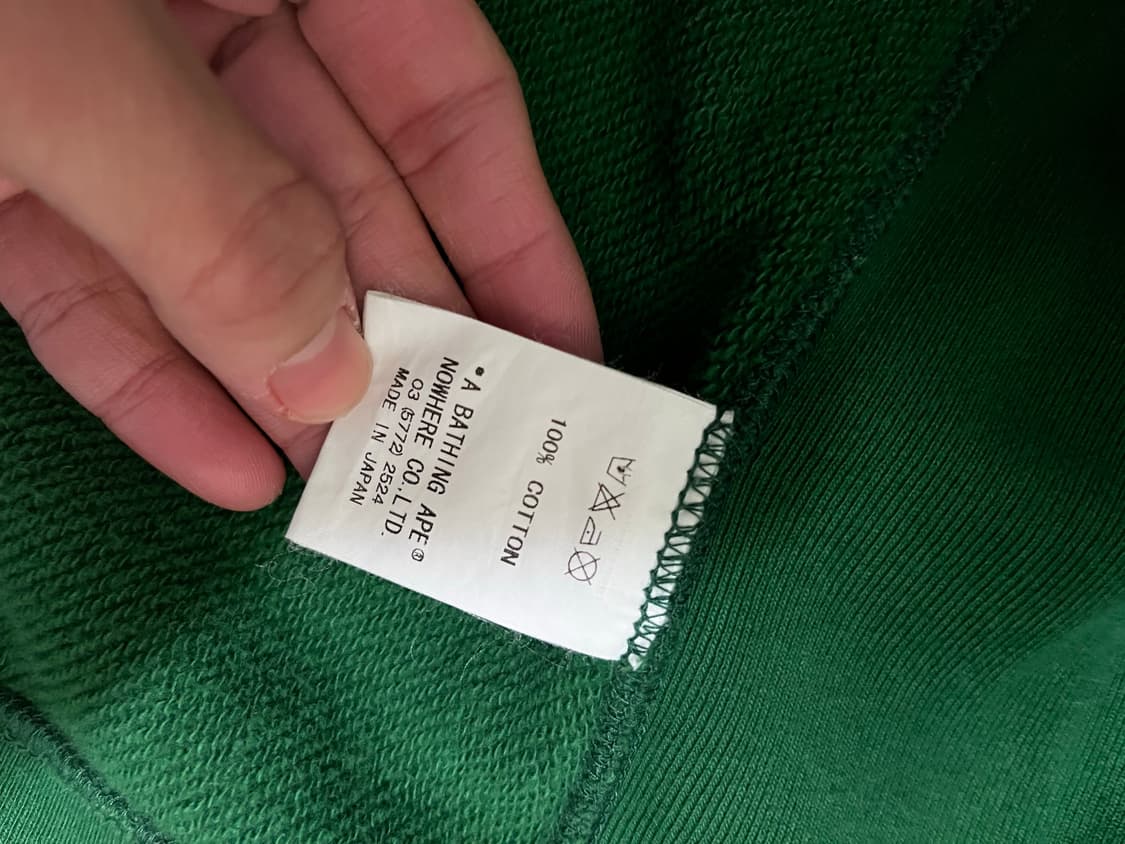 100% COTTON
•A BATHING APE®
NOWHERE CO.,LTD.
03 (5772) 2524
MADE IN JAPAN